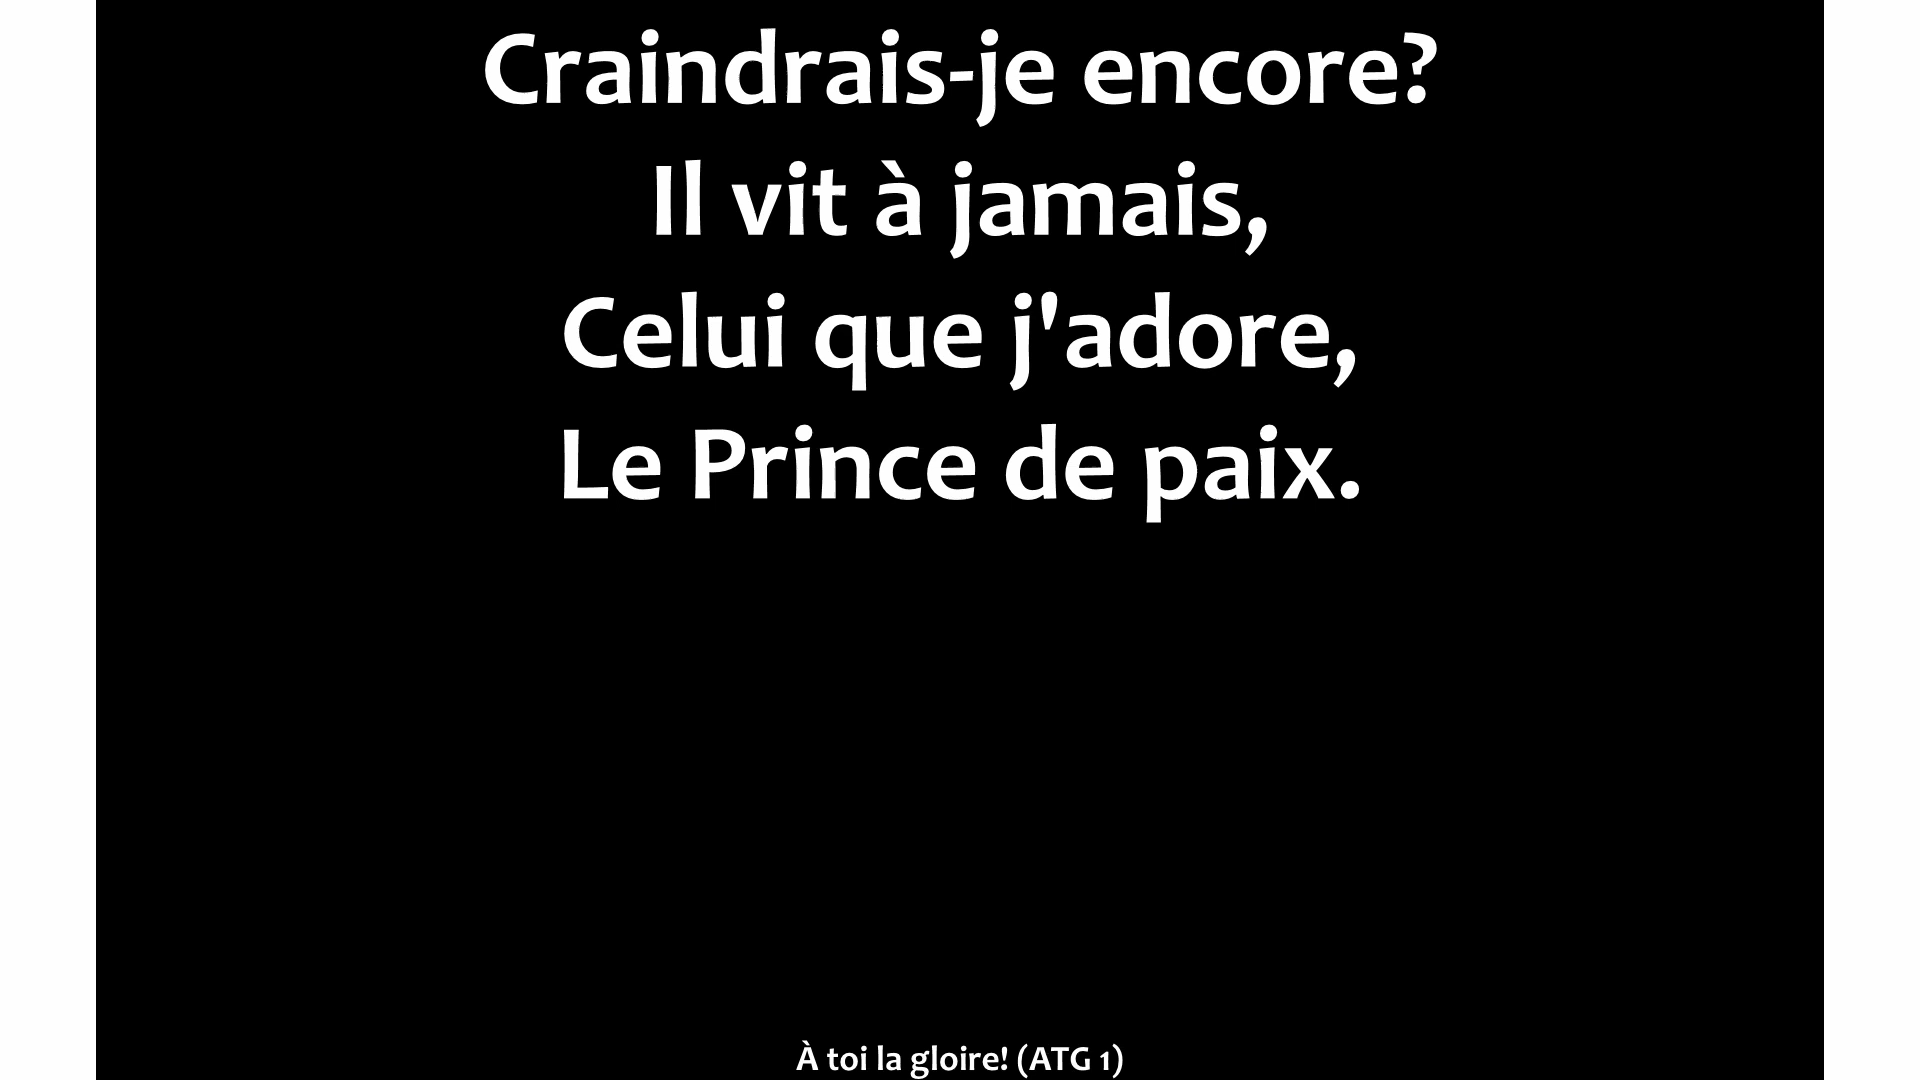 Craindrais-je encore?
Il vit à jamais,
Celui que j'adore,
Le Prince de paix.
À toi la gloire! (ATG 1)